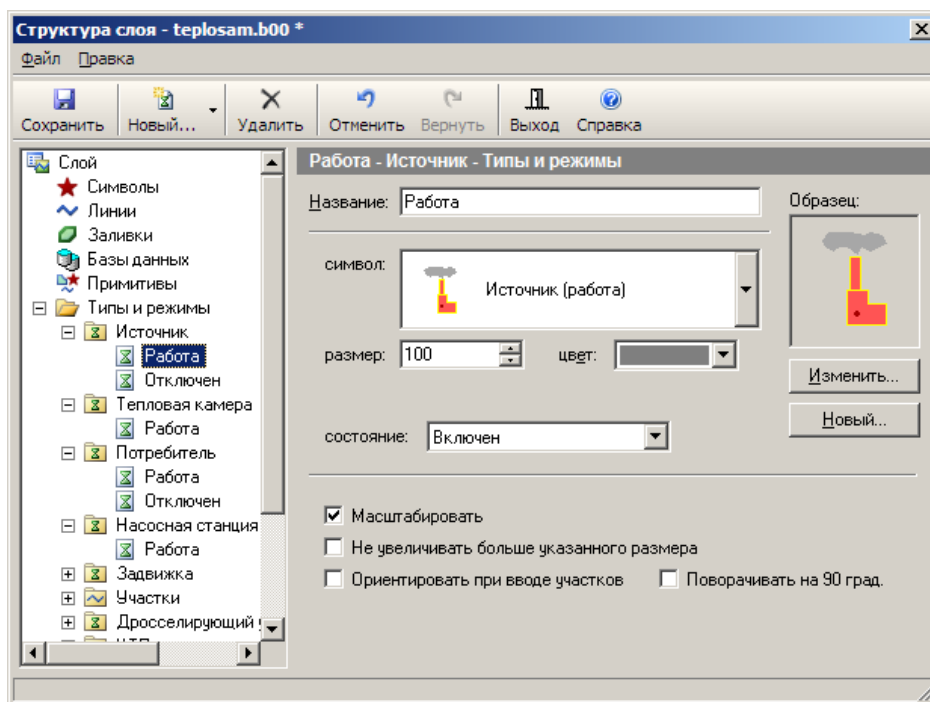 Структура слоя - teplosam.b00 *
Файл Правка
Сохранить Новый... Удалить Отменить Вернуть Выход Справка
Слой
Символы
Линии
Заливки
Базы данных
Примитивы
Типы и режимы
Источник
Работа
Отключен
Тепловая камера
Работа
Потребитель
Работа
Отключен
Насосная станция
Работа
Задвижка
Участки
Дросселирующий
Работа - Источник - Типы и режимы
Название: Работа
Образец:
символ: Источник (работа)
размер: 100 цвет:
Изменить...
Новый...
состояние: Включен
Масштабировать
Не увеличивать больше указанного размера
Ориентировать при вводе участков Поворачивать на 90 град.